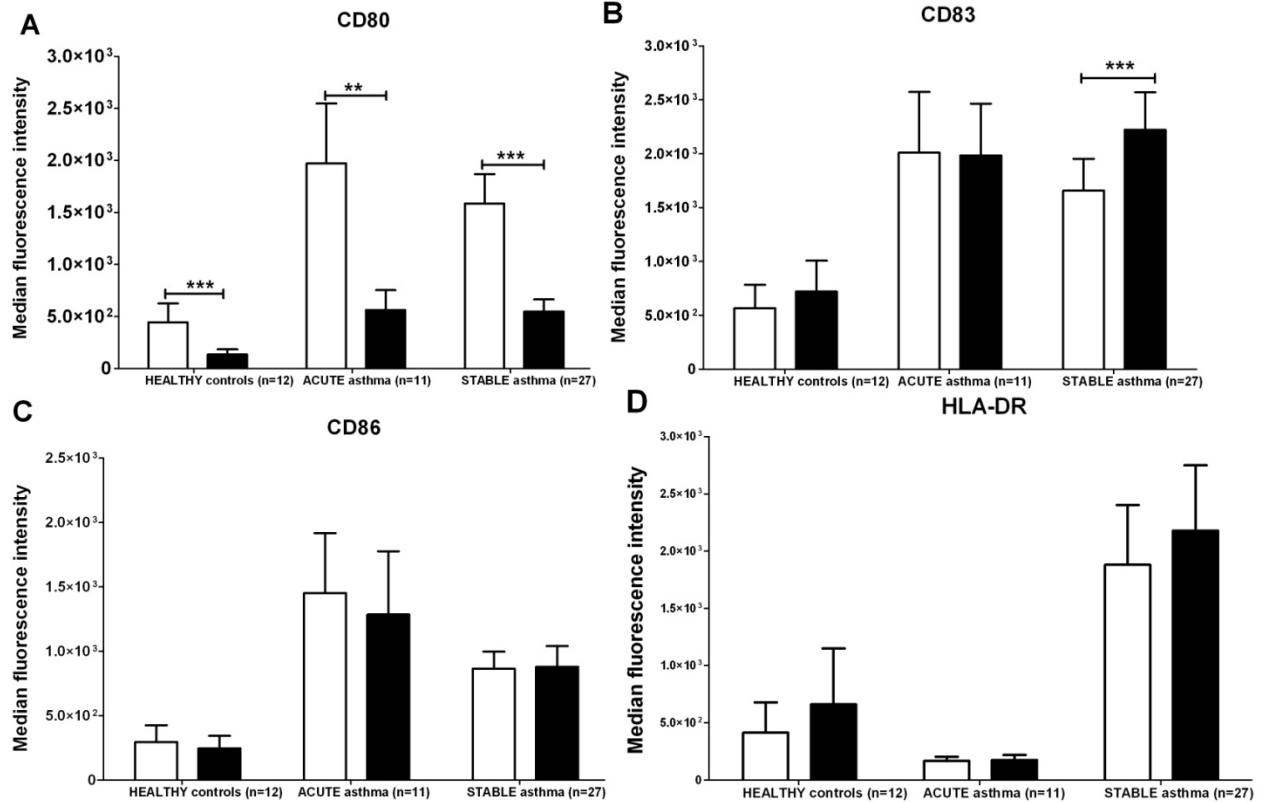 A
CD80
Median fluorescence intensity
3.0×10³
2.5×10³
2.0×10³
1.5×10³
1.0×10³
5.0×10²
0
***
**
***
HEALTHY controls (n=12)
ACUTE asthma (n=11)
STABLE asthma (n=27)
B
CD83
Median fluorescence intensity
3.0×10³
2.5×10³
2.0×10³
1.5×10³
1.0×10³
5.0×10²
0
***
HEALTHY controls (n=12)
ACUTE asthma (n=11)
STABLE asthma (n=27)
C
CD86
Median fluorescence intensity
2.5×10³
2.0×10³
1.5×10³
1.0×10³
5.0×10²
0
HEALTHY controls (n=12)
ACUTE asthma (n=11)
STABLE asthma (n=27)
D
HLA-DR
Median fluorescence intensity
3.0×10³
2.5×10³
2.0×10³
1.5×10³
1.0×10³
5.0×10²
0
HEALTHY controls (n=12)
ACUTE asthma (n=11)
STABLE asthma (n=27)